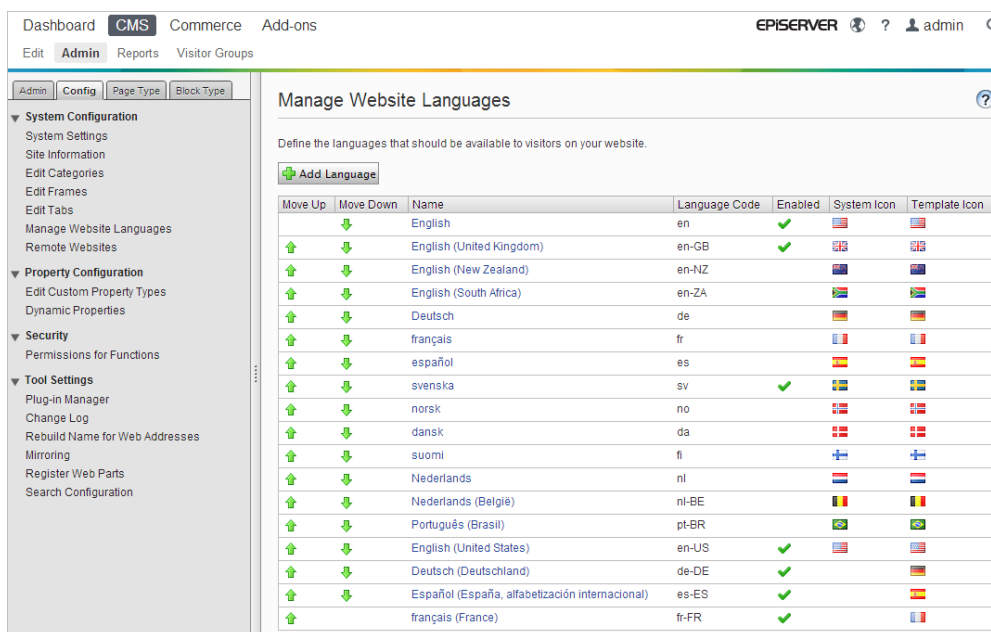 Dashboard CMS Commerce Add-ons EPiSERVER ? admin
Edit Admin Reports Visitor Groups
Admin Config Page Type Block Type
System Configuration
System Settings
Site Information
Edit Categories
Edit Frames
Edit Tabs
Manage Website Languages
Remote Websites
Property Configuration
Edit Custom Property Types
Dynamic Properties
Security
Permissions for Functions
Tool Settings
Plug-in Manager
Change Log
Rebuild Name for Web Addresses
Mirroring
Register Web Parts
Search Configuration
Manage Website Languages ?
Define the languages that should be available to visitors on your website.
Add Language
Move Up Move Down Name Language Code Enabled System Icon Template Icon
English en
English (United Kingdom) en-GB
English (New Zealand) en-NZ
English (South Africa) en-ZA
Deutsch de
français fr
español es
svenska sv
norsk no
dansk da
suomi fi
Nederlands nl
Nederlands (België) nl-BE
Português (Brasil) pt-BR
English (United States) en-US
Deutsch (Deutschland) de-DE
Español (España, alfabetización internacional) es-ES
français (France) fr-FR